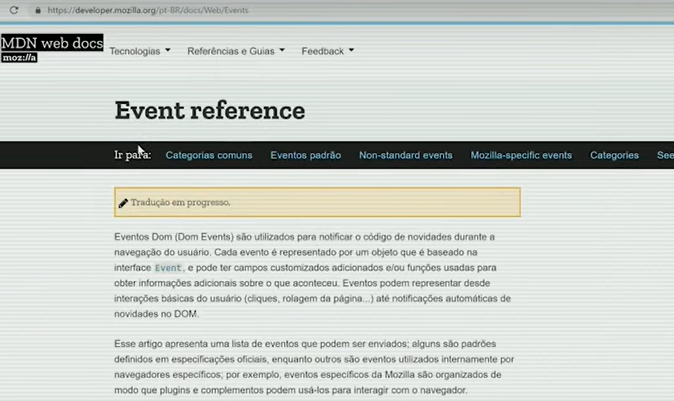 https://developer.mozilla.org/pt-BR/docs/Web/Events
MDN web docs
moz://a
Tecnologias Referências e Guias Feedback
Event reference
Ir para: Categorias comuns Eventos padrão Non-standard events Mozilla-specific events Categories See
Tradução em progresso.
Eventos Dom (Dom Events) são utilizados para notificar o código de novidades durante a
navegação do usuário. Cada evento é representado por um objeto que é baseado na
interface Event, e pode ter campos customizados adicionados e/ou funções usadas para
obter informações adicionais sobre o que aconteceu. Eventos podem representar desde
interações básicas do usuário (cliques, rolagem da página...) até notificações automáticas de
novidades no DOM.
Esse artigo apresenta uma lista de eventos que podem ser enviados; alguns são padrões
definidos em especificações oficiais, enquanto outros são eventos utilizados internamente por
navegadores específicos; por exemplo, eventos específicos da Mozilla são organizados de
modo que plugins e complementos podem usá-los para interagir com o navegador.